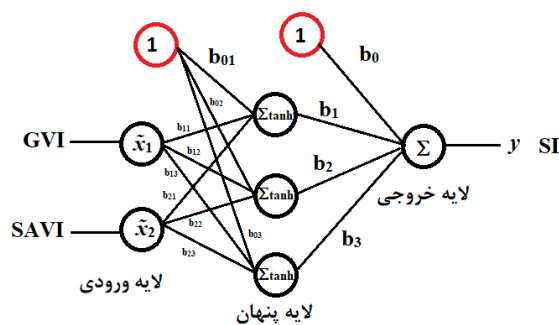 1
1
b01
b0
b02
Σtanh
b1
GVI
x̃1
b11
b12
b13
b21
Σtanh
b2
Σ
y SI
لایه خروجی
SAVI
x̃2
b22
b23
b03
b3
Σtanh
لایه ورودی
لایه پنهان